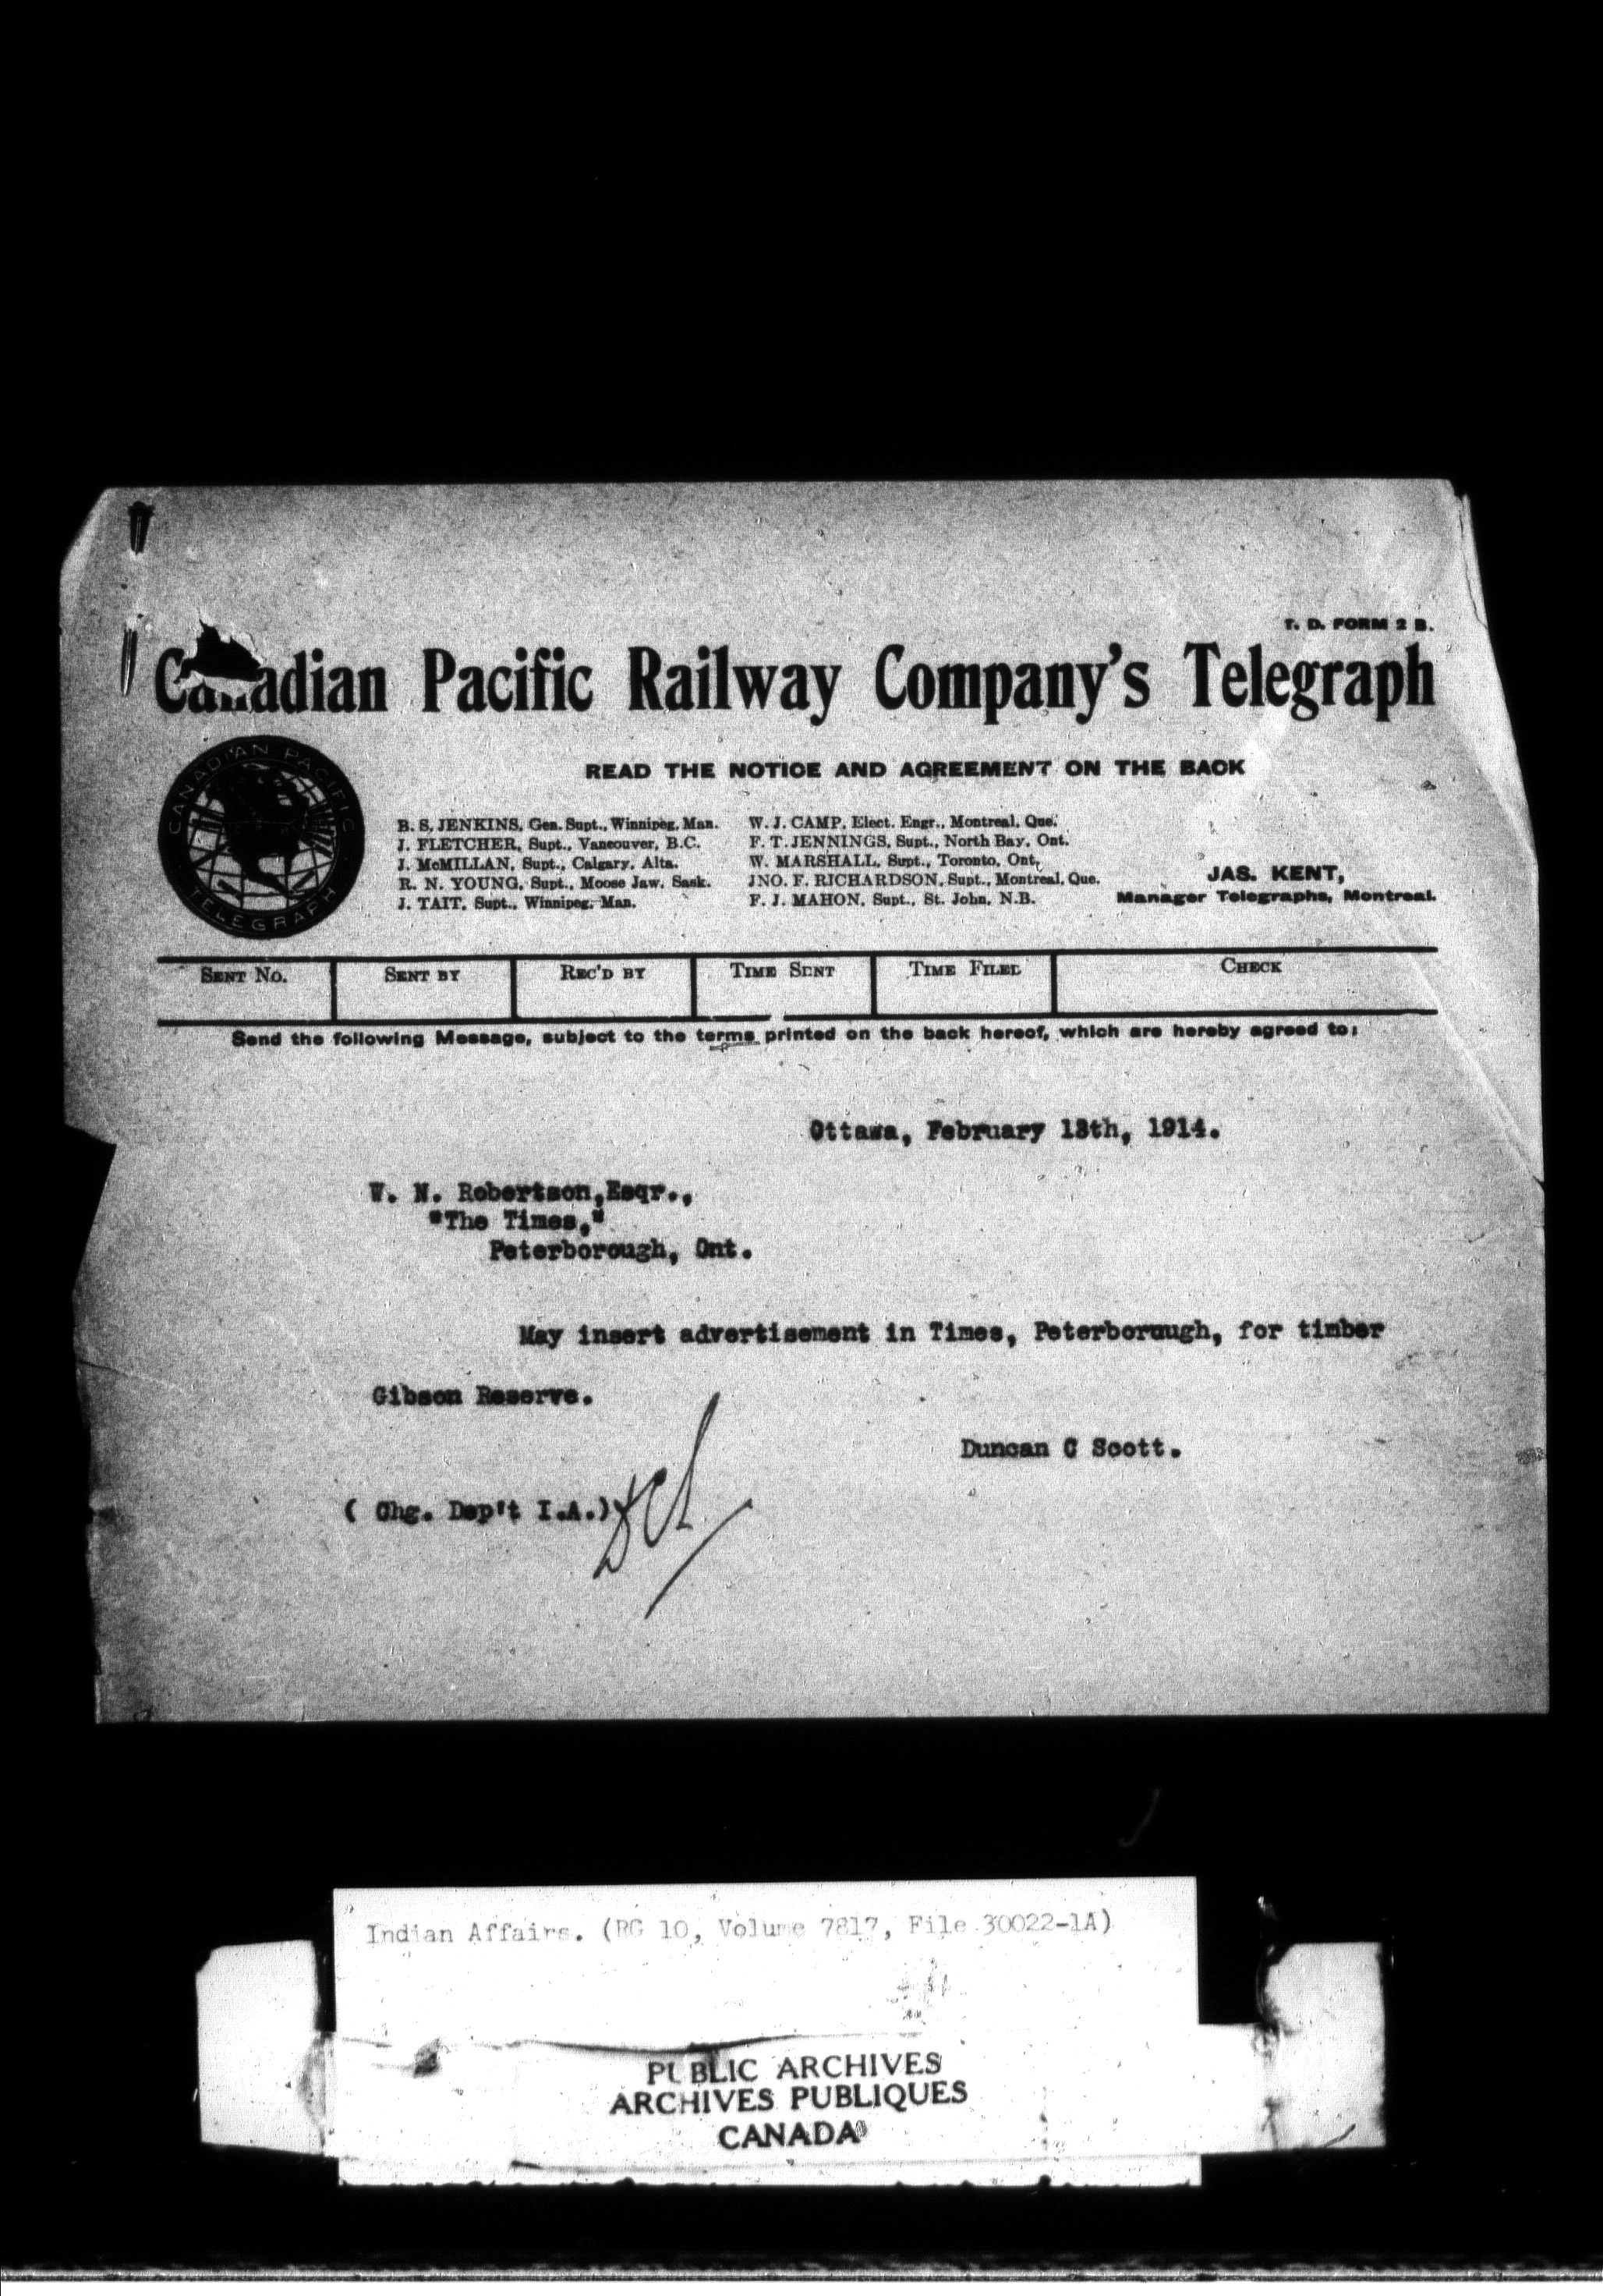 T. D. FORM 2 B.
Canadian Pacific Railway Company's Telegraph
CANADIAN PACIFIC
TELEGRAPH
READ THE NOTICE AND AGREEMENT ON THE BACK
B. S. JENKINS, Gen. Supt., Winnipeg, Man.
J. FLETCHER, Supt., Vancouver, B.C.
J. McMILLAN, Supt., Calgary, Alta.
R. N. YOUNG, Supt., Moose Jaw, Sask.
J. TAIT, Supt., Winnipeg, Man.
W. J. CAMP, Elect. Engr., Montreal, Que.
F. T. JENNINGS, Supt., North Bay, Ont.
W. MARSHALL, Supt., Toronto, Ont.
JNO. F. RICHARDSON, Supt., Montreal, Que.
F. J. MAHON, Supt., St. John, N.B.
JAS. KENT,
Manager Telegraphs, Montreal.
SENT No. SENT BY REC'D BY TIME SENT TIME FILED CHECK
Send the following Message, subject to the terms printed on the back hereof, which are hereby agreed to:
Ottawa, February 13th, 1914.
W. N. Robertson,Esqr.,
"The Times,"
Peterborough, Ont.
May insert advertisement in Times, Peterborough, for timber
Gibson Reserve.
Duncan C Scott.
( Chg. Dep't I.A.) DCS
Indian Affairs. (RG 10, Volume 7817, File 30022-1A)
PUBLIC ARCHIVES
ARCHIVES PUBLIQUES
CANADA